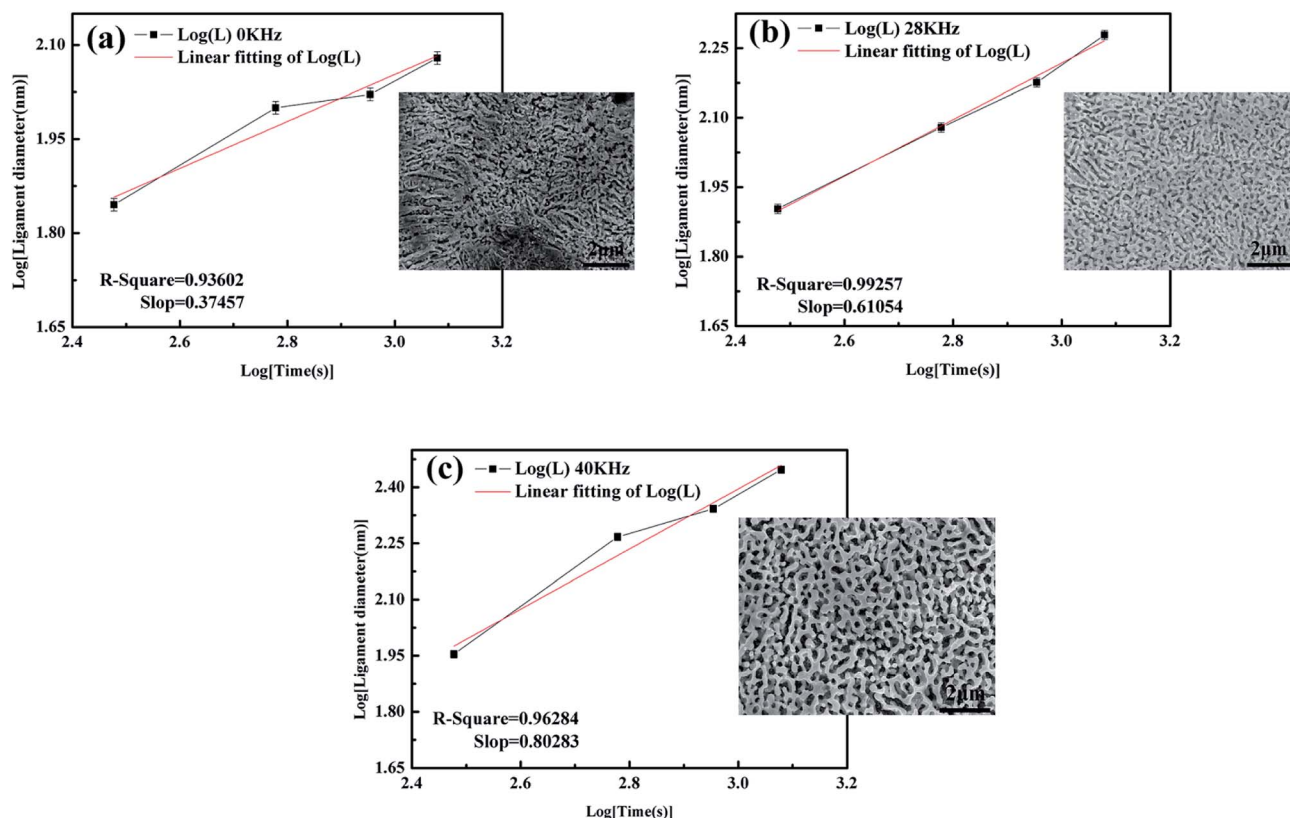 (a)
Log(L) 0KHz
Linear fitting of Log(L)
2.10
1.95
1.80
1.65
Log[Ligament diameter(nm)]
R-Square=0.93602
Slop=0.37457
2μm
2.4 2.6 2.8 3.0 3.2
Log[Time(s)]
(b)
Log(L) 28KHz
Linear fitting of Log(L)
2.25
2.10
1.95
1.80
1.65
Log[Ligament diameter(nm)]
R-Square=0.99257
Slop=0.61054
2μm
2.4 2.6 2.8 3.0 3.2
Log[Time(s)]
(c)
Log(L) 40KHz
Linear fitting of Log(L)
2.40
2.25
2.10
1.95
1.80
1.65
Log[Ligament diameter(nm)]
R-Square=0.96284
Slop=0.80283
2μm
2.4 2.6 2.8 3.0 3.2
Log[Time(s)]